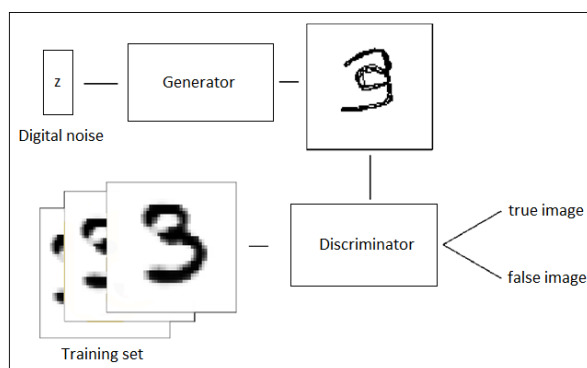 z
Generator
Digital noise
true image
Discriminator
false image
Training set